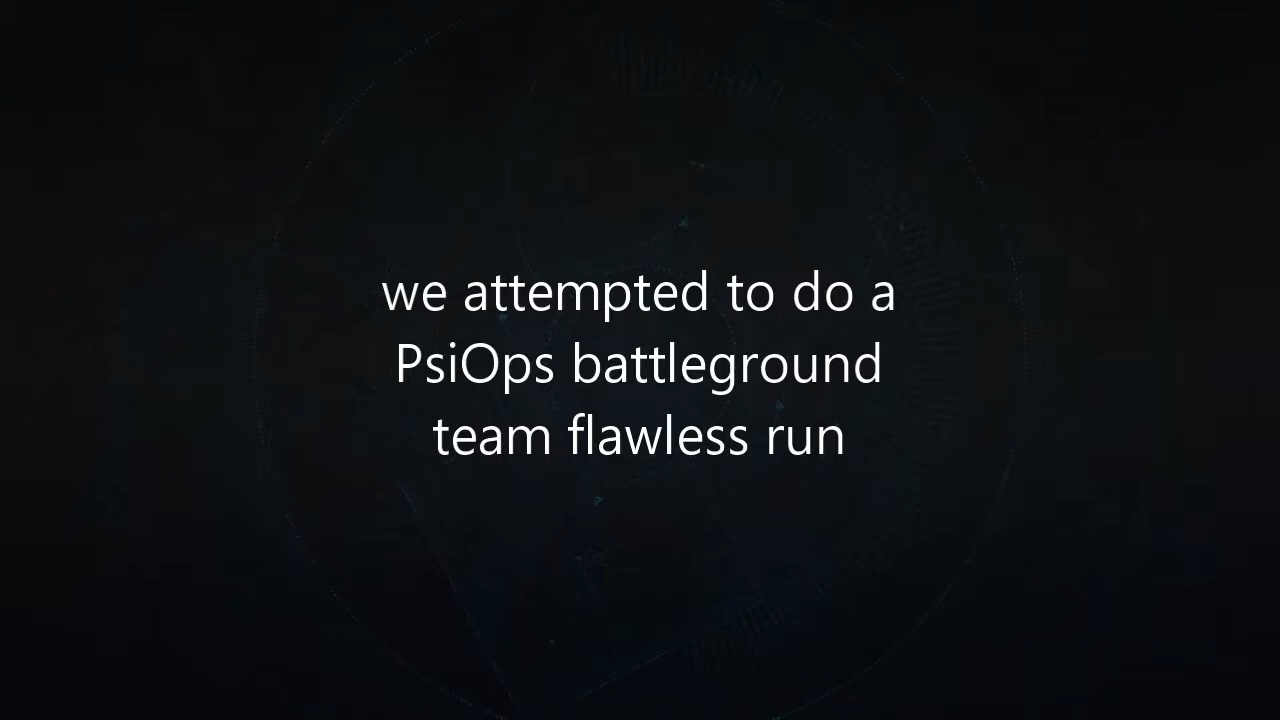 we attempted to do a
PsiOps battleground
team flawless run